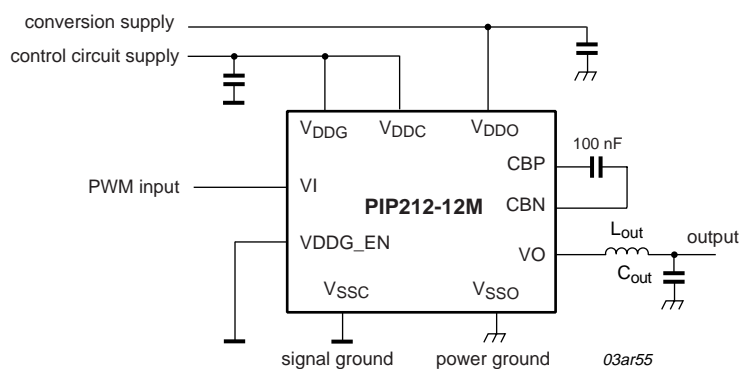 conversion supply
control circuit supply
VDDG VDDC VDDO
100 nF
CBP
PWM input VI
PIP212-12M
CBN
VDDG_EN
VO
Lout
output
Cout
VSSC VSSO
signal ground power ground 03ar55